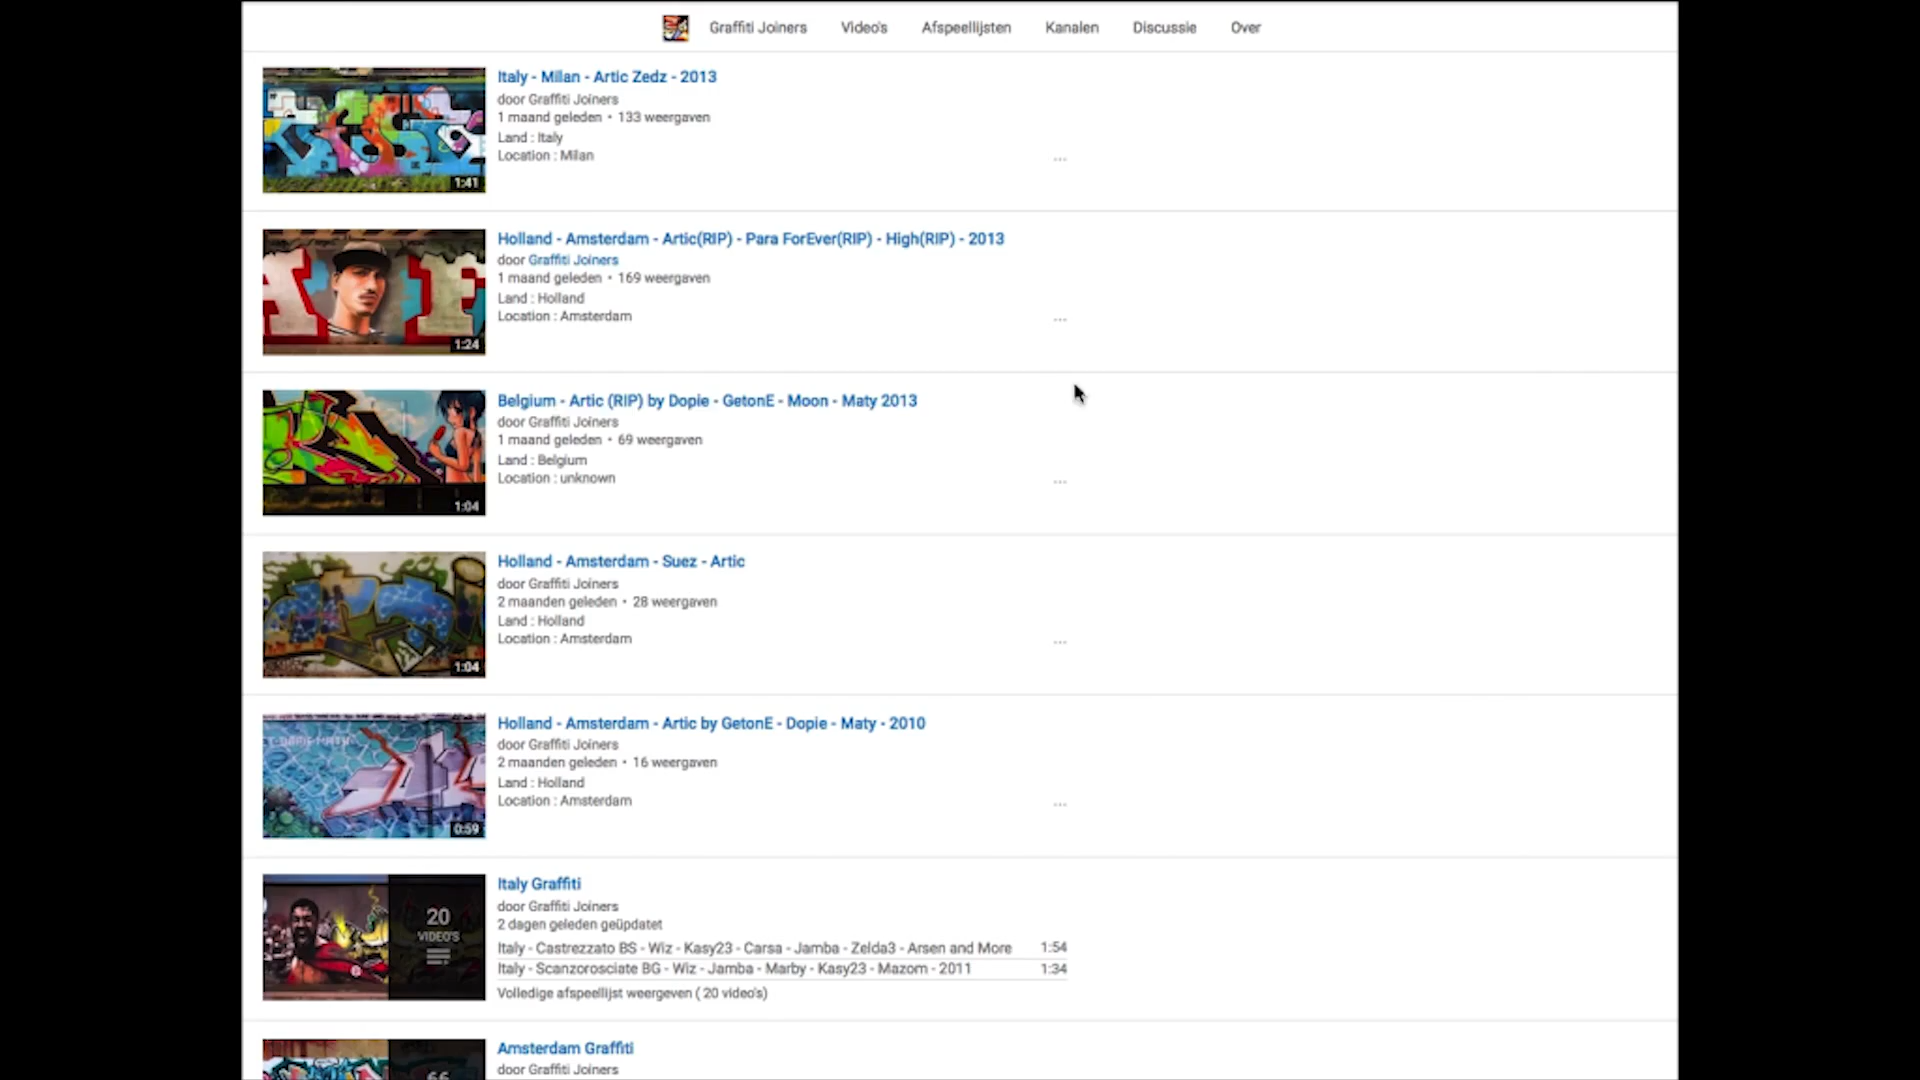 Graffiti Joiners Video's Afspeellijsten Kanalen Discussie Over
Italy - Milan - Artic Zedz - 2013
door Graffiti Joiners
1 maand geleden • 133 weergaven
Land : Italy
Location : Milan
...
1:41
Holland - Amsterdam - Artic(RIP) - Para ForEver(RIP) - High(RIP) - 2013
door Graffiti Joiners
1 maand geleden • 169 weergaven
Land : Holland
Location : Amsterdam
...
1:24
Belgium - Artic (RIP) by Dopie - GetonE - Moon - Maty 2013
door Graffiti Joiners
1 maand geleden • 69 weergaven
Land : Belgium
Location : unknown
...
1:04
Holland - Amsterdam - Suez - Artic
door Graffiti Joiners
2 maanden geleden • 28 weergaven
Land : Holland
Location : Amsterdam
...
1:04
Holland - Amsterdam - Artic by GetonE - Dopie - Maty - 2010
door Graffiti Joiners
2 maanden geleden • 16 weergaven
Land : Holland
Location : Amsterdam
...
0:59
Italy Graffiti
door Graffiti Joiners
2 dagen geleden geüpdatet
20
VIDEO'S
Italy - Castrezzato BS - Wiz - Kasy23 - Carsa - Jamba - Zelda3 - Arsen and More 1:54
Italy - Scanzorosciate BG - Wiz - Jamba - Marby - Kasy23 - Mazom - 2011 1:34
Volledige afspeellijst weergeven ( 20 video's)
Amsterdam Graffiti
door Graffiti Joiners
66